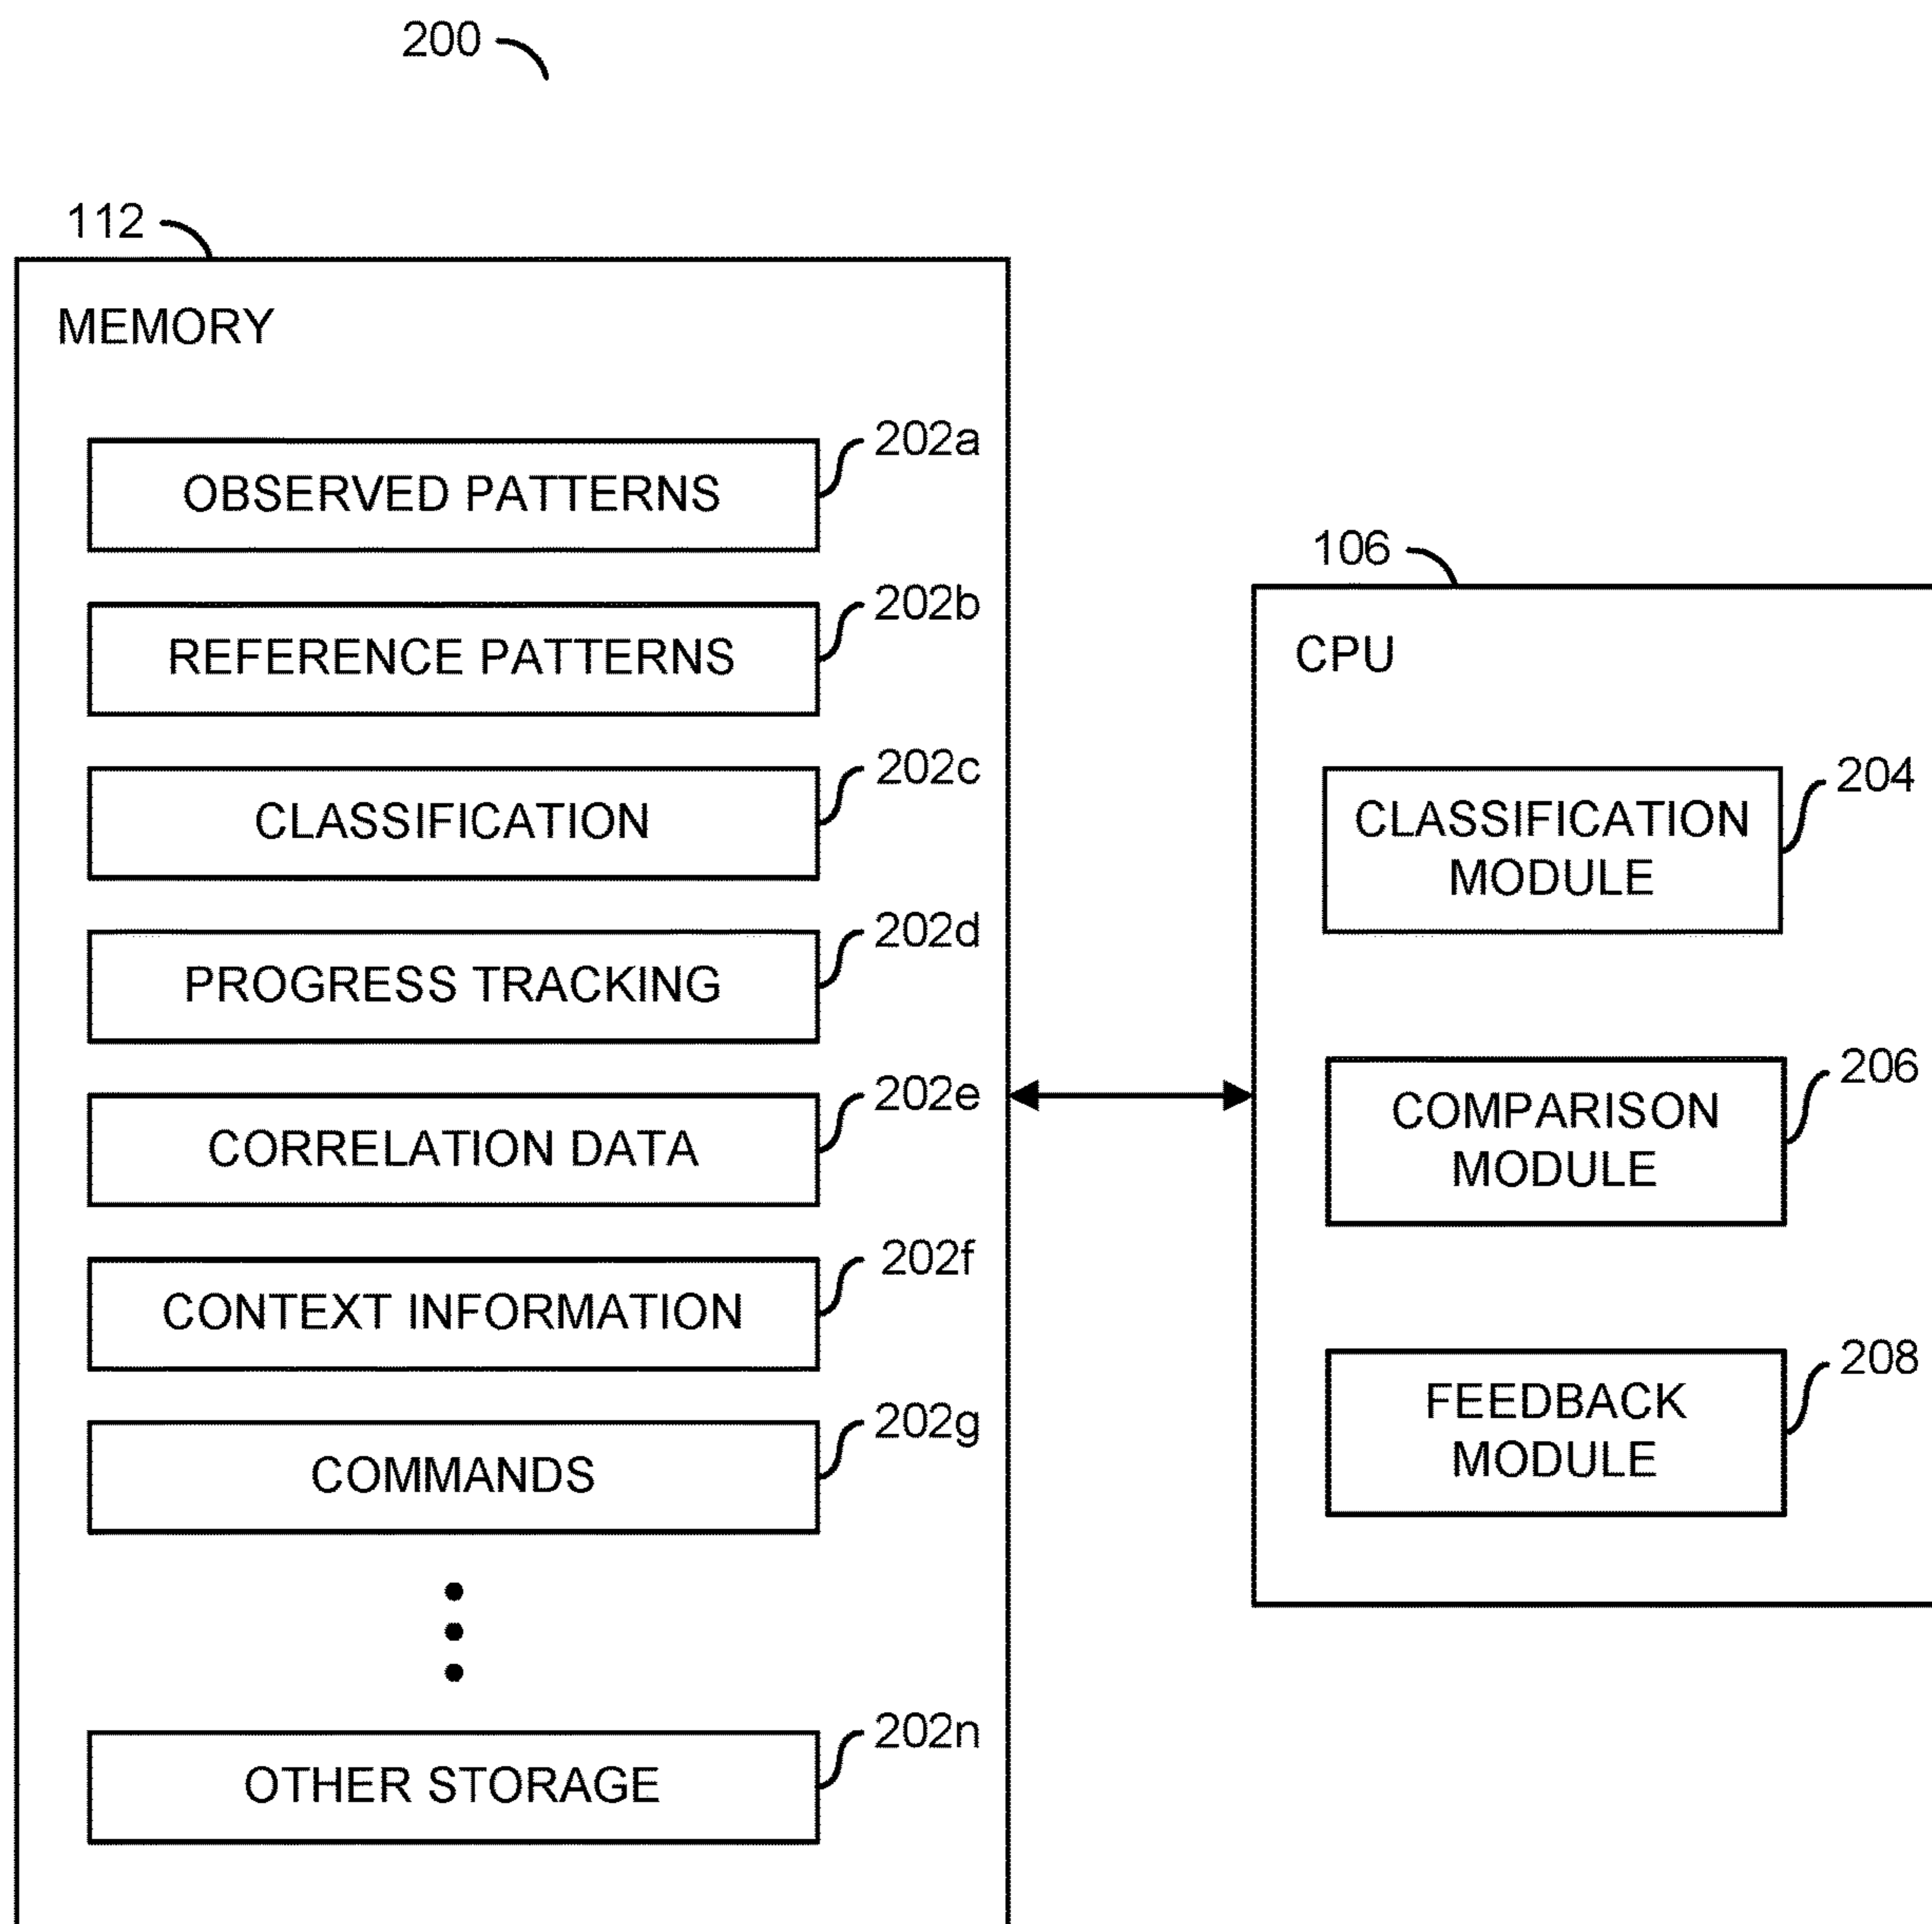 200
112
MEMORY
202a
OBSERVED PATTERNS
202b
REFERENCE PATTERNS
202c
CLASSIFICATION
202d
PROGRESS TRACKING
202e
CORRELATION DATA
202f
CONTEXT INFORMATION
202g
COMMANDS
202n
OTHER STORAGE
106
CPU
204
CLASSIFICATION
MODULE
206
COMPARISON
MODULE
208
FEEDBACK
MODULE